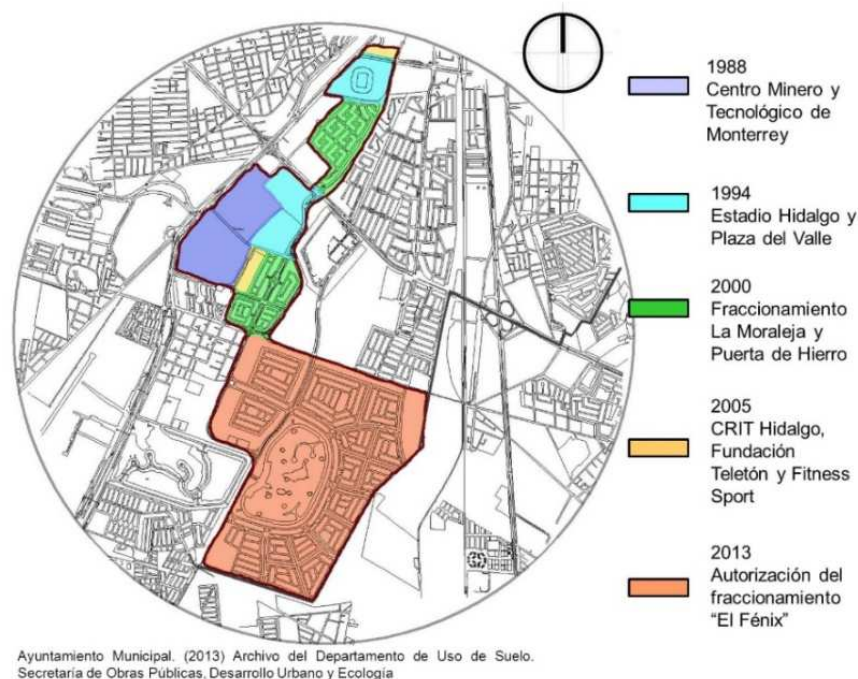 1988
Centro Minero y
Tecnológico de
Monterrey
1994
Estadio Hidalgo y
Plaza del Valle
2000
Fraccionamiento
La Moraleja y
Puerta de Hierro
2005
CRIT Hidalgo,
Fundación
Teletón y Fitness
Sport
2013
Autorización del
fraccionamiento
“El Fénix”
Ayuntamiento Municipal. (2013) Archivo del Departamento de Uso de Suelo.
Secretaría de Obras Públicas, Desarrollo Urbano y Ecología